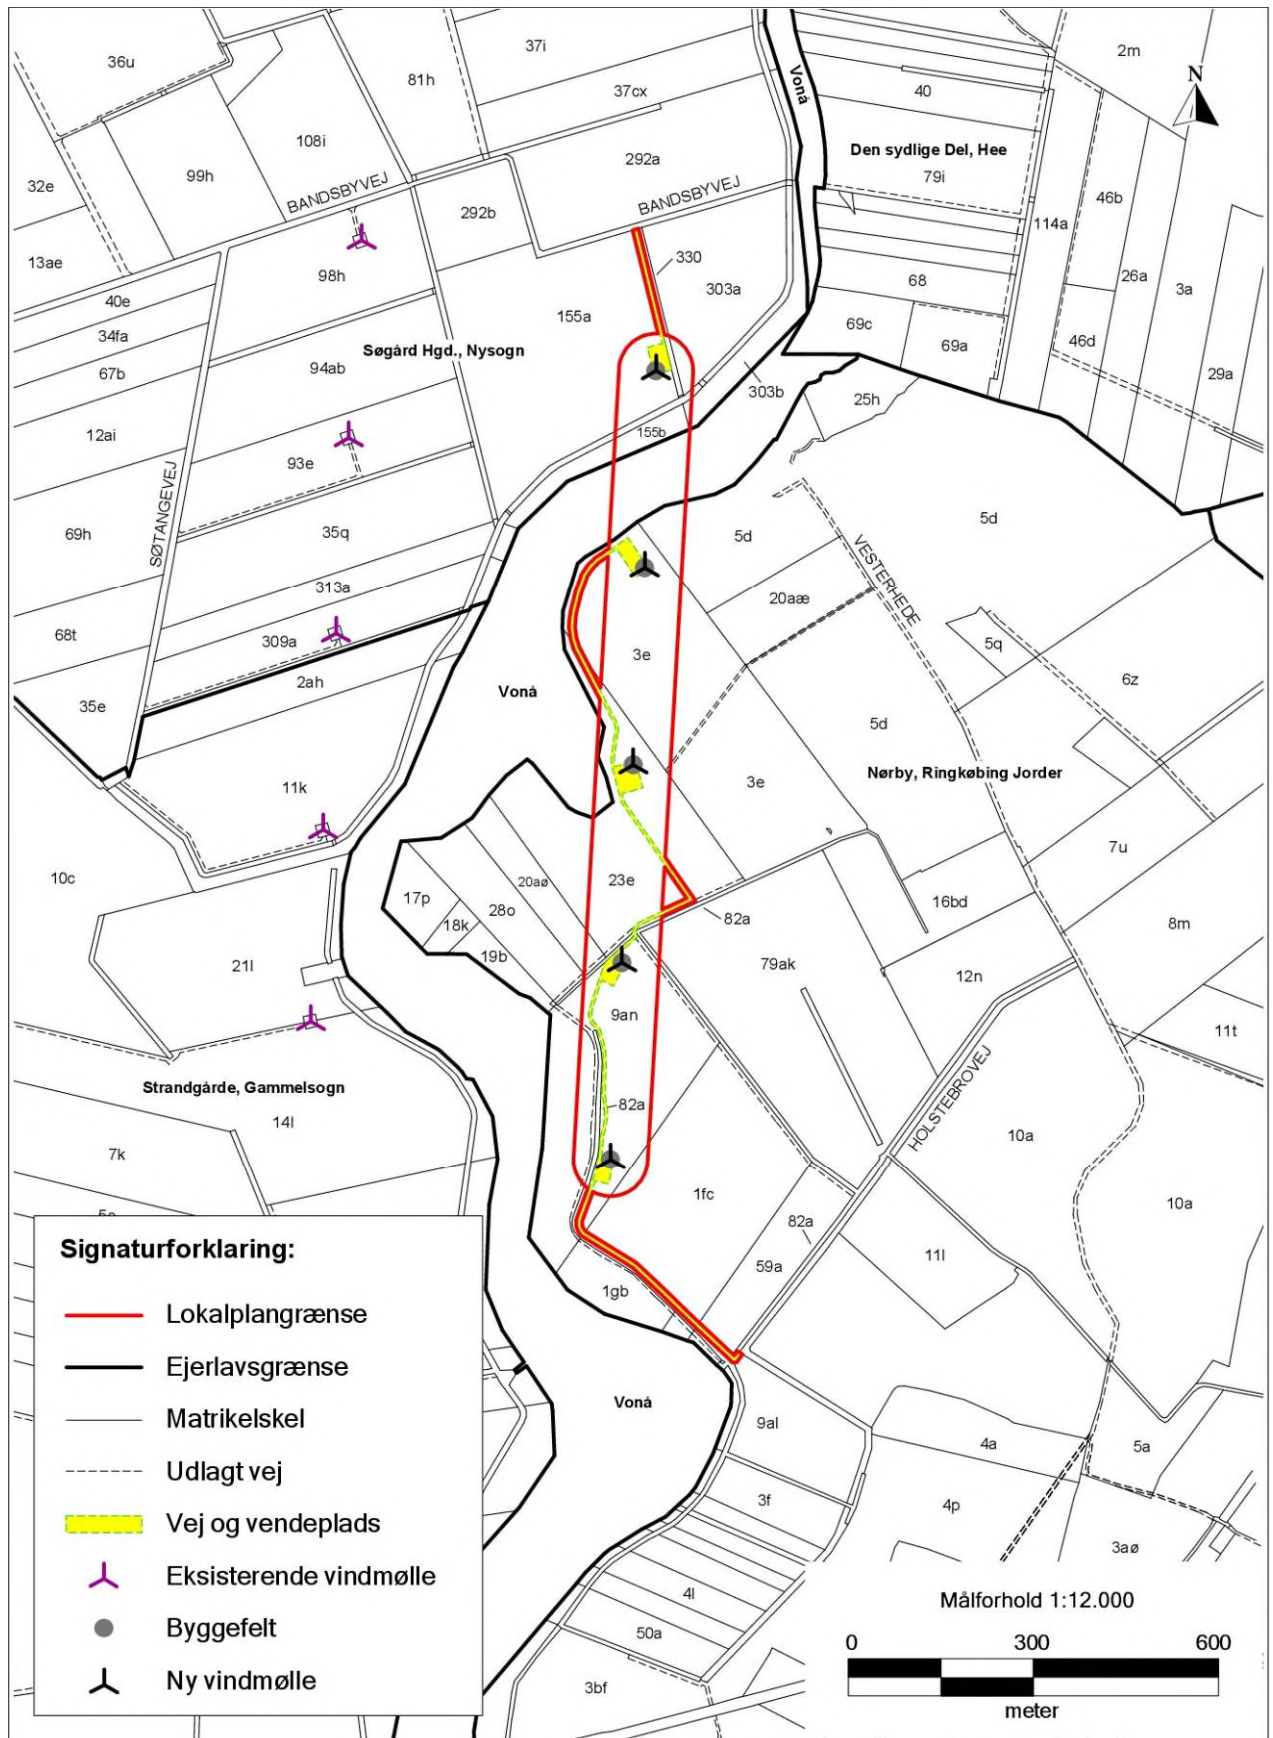 36u
37i
2m
81h
37cx
40
Voná
N
108i
Den sydlige Del, Hee
99h
292a
79i
32e
46b
BANDSBYVEJ
BANDSBYVEJ
292b
114a
13ae
330
98h
303a
68
26a
3a
40e
155a
69c
34fa
69a
46d
Søgård Hgd., Nysogn
67b
94ab
29a
303b
25h
12ai
155b
93e
SØTANGEVEJ
69h
35q
5d
5d
VESTERHEDE
313a
20aæ
68t
309a
3e
5q
2ah
6z
35e
Voná
5d
Nørby, Ringkøbing Jorder
11k
3e
7u
10c
20aø
23e
17p
28o
16bd
82a
18k
8m
19b
79ak
21l
12n
9an
11t
HOLSTEBROVEJ
Strandgårde, Gammelsogn
82a
14l
10a
7k
1fc
10a
82a
11l
59a
1gb
Signaturforklaring:
Lokalplangrænse
Ejerlavsgrænse
Matrikelskel
Udlagt vej
Vej og vendeplads
Eksisterende vindmølle
Byggefelt
Ny vindmølle
Voná
9al
4a
5a
3f
4p
3aø
4l
50a
3bf
Målforhold 1:12.000
0 300 600
meter